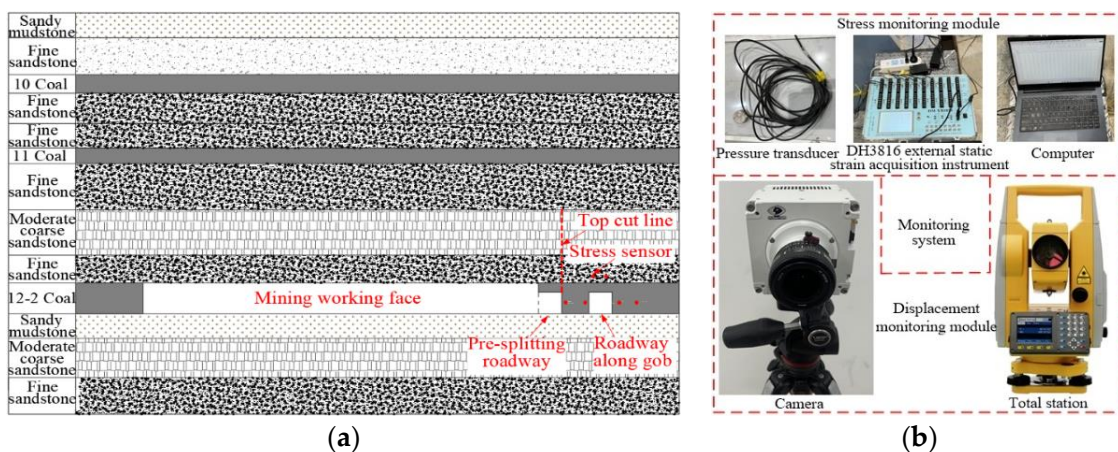 Sandy
mudstone
Fine
sandstone
10 Coal
Fine
sandstone
Fine
sandstone
11 Coal
Fine
sandstone
Moderate
coarse
sandstone
Fine
sandstone
12-2 Coal
Sandy
mudstone
Moderate
coarse
sandstone
Fine
sandstone
Top cut line
Stress sensor
Mining working face
Pre-splitting
roadway
Roadway
along gob
(a)
Stress monitoring module
Pressure transducer
DH3816 external static
strain acquisition instrument
Computer
Monitoring
system
Displacement
monitoring module
Camera
Total station
(b)